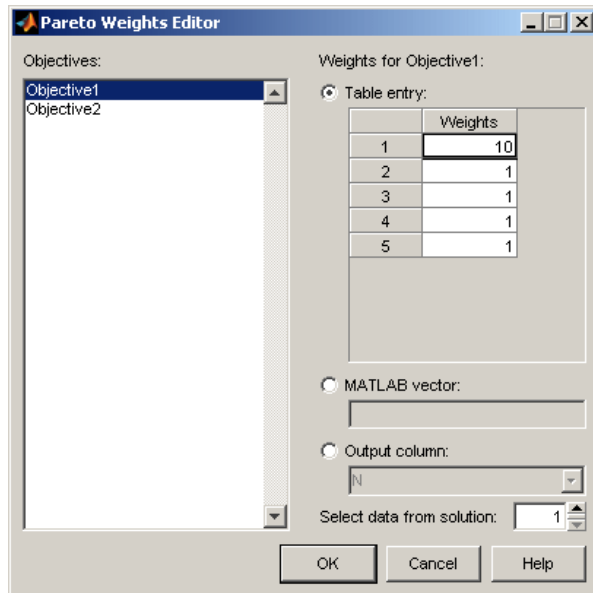 Pareto Weights Editor
Objectives:
Objective1
Objective2
Weights for Objective1:
Table entry:
Weights
1 10
2 1
3 1
4 1
5 1
MATLAB vector:
Output column:
N
Select data from solution: 1
OK Cancel Help